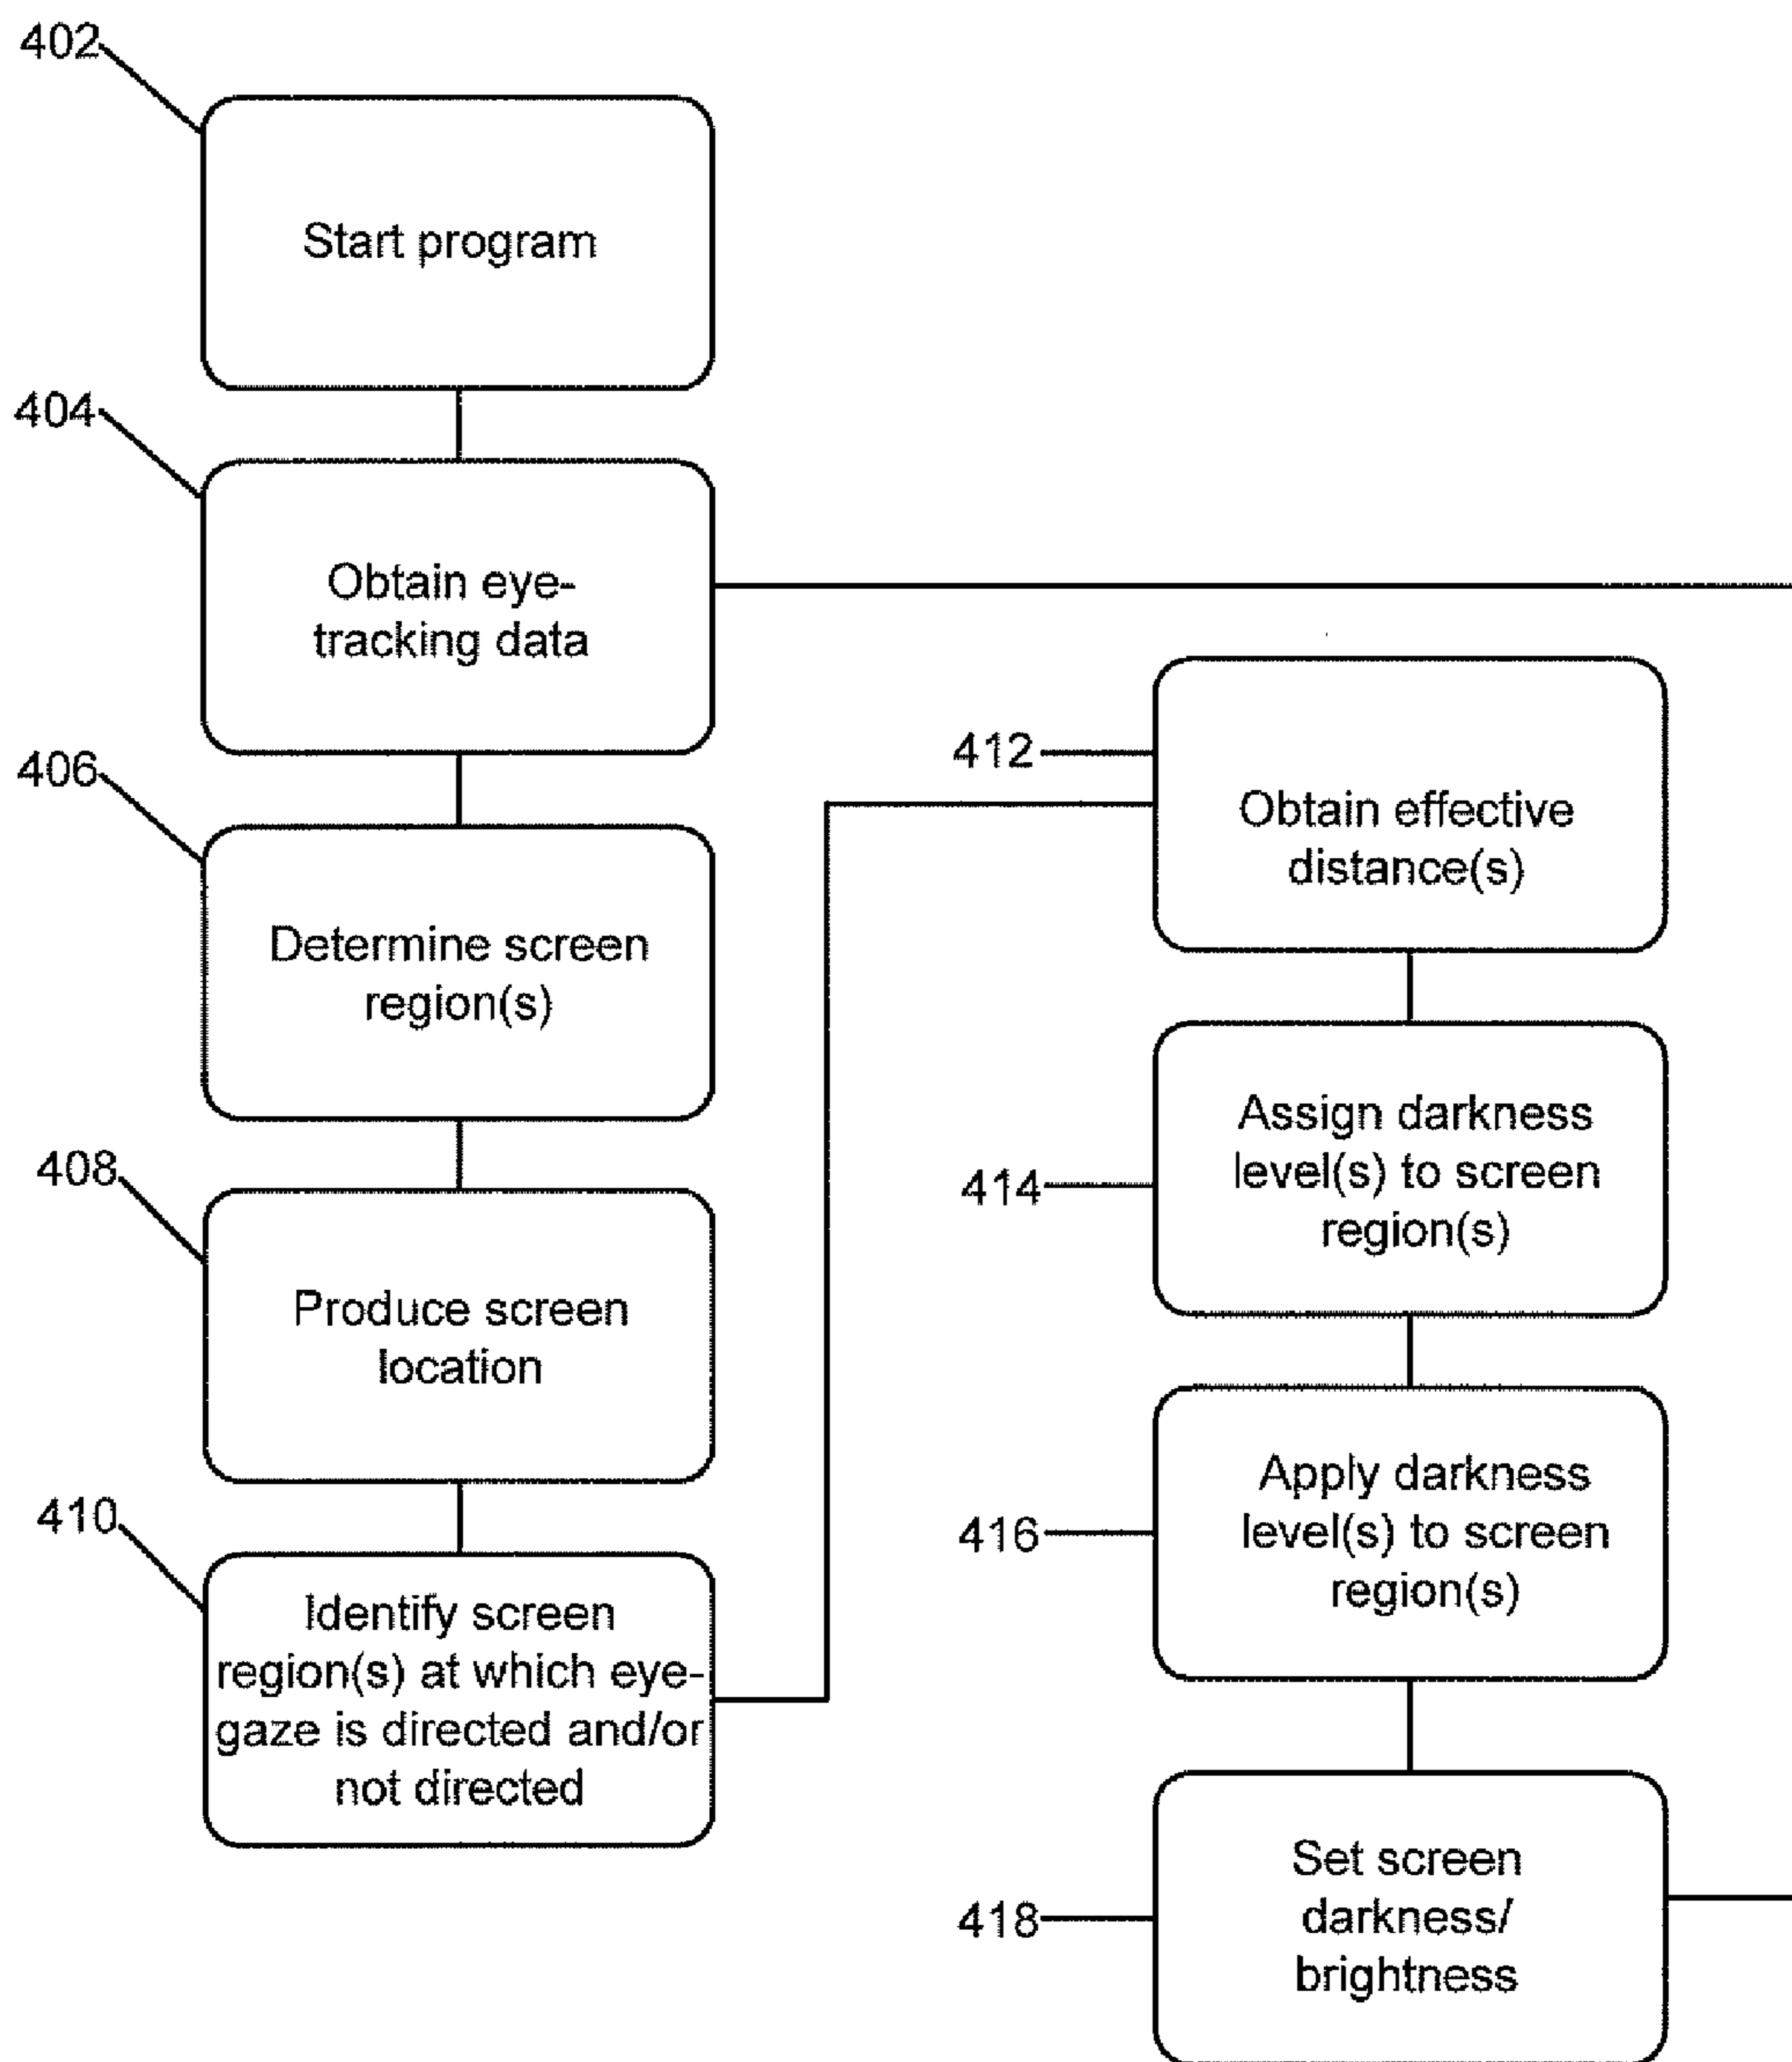 402
Start program
404
Obtain eye-
tracking data
406
Determine screen
region(s)
408
Produce screen
location
410
Identify screen
region(s) at which eye-
gaze is directed and/or
not directed
412
Obtain effective
distance(s)
414
Assign darkness
level(s) to screen
region(s)
416
Apply darkness
level(s) to screen
region(s)
418
Set screen
darkness/
brightness